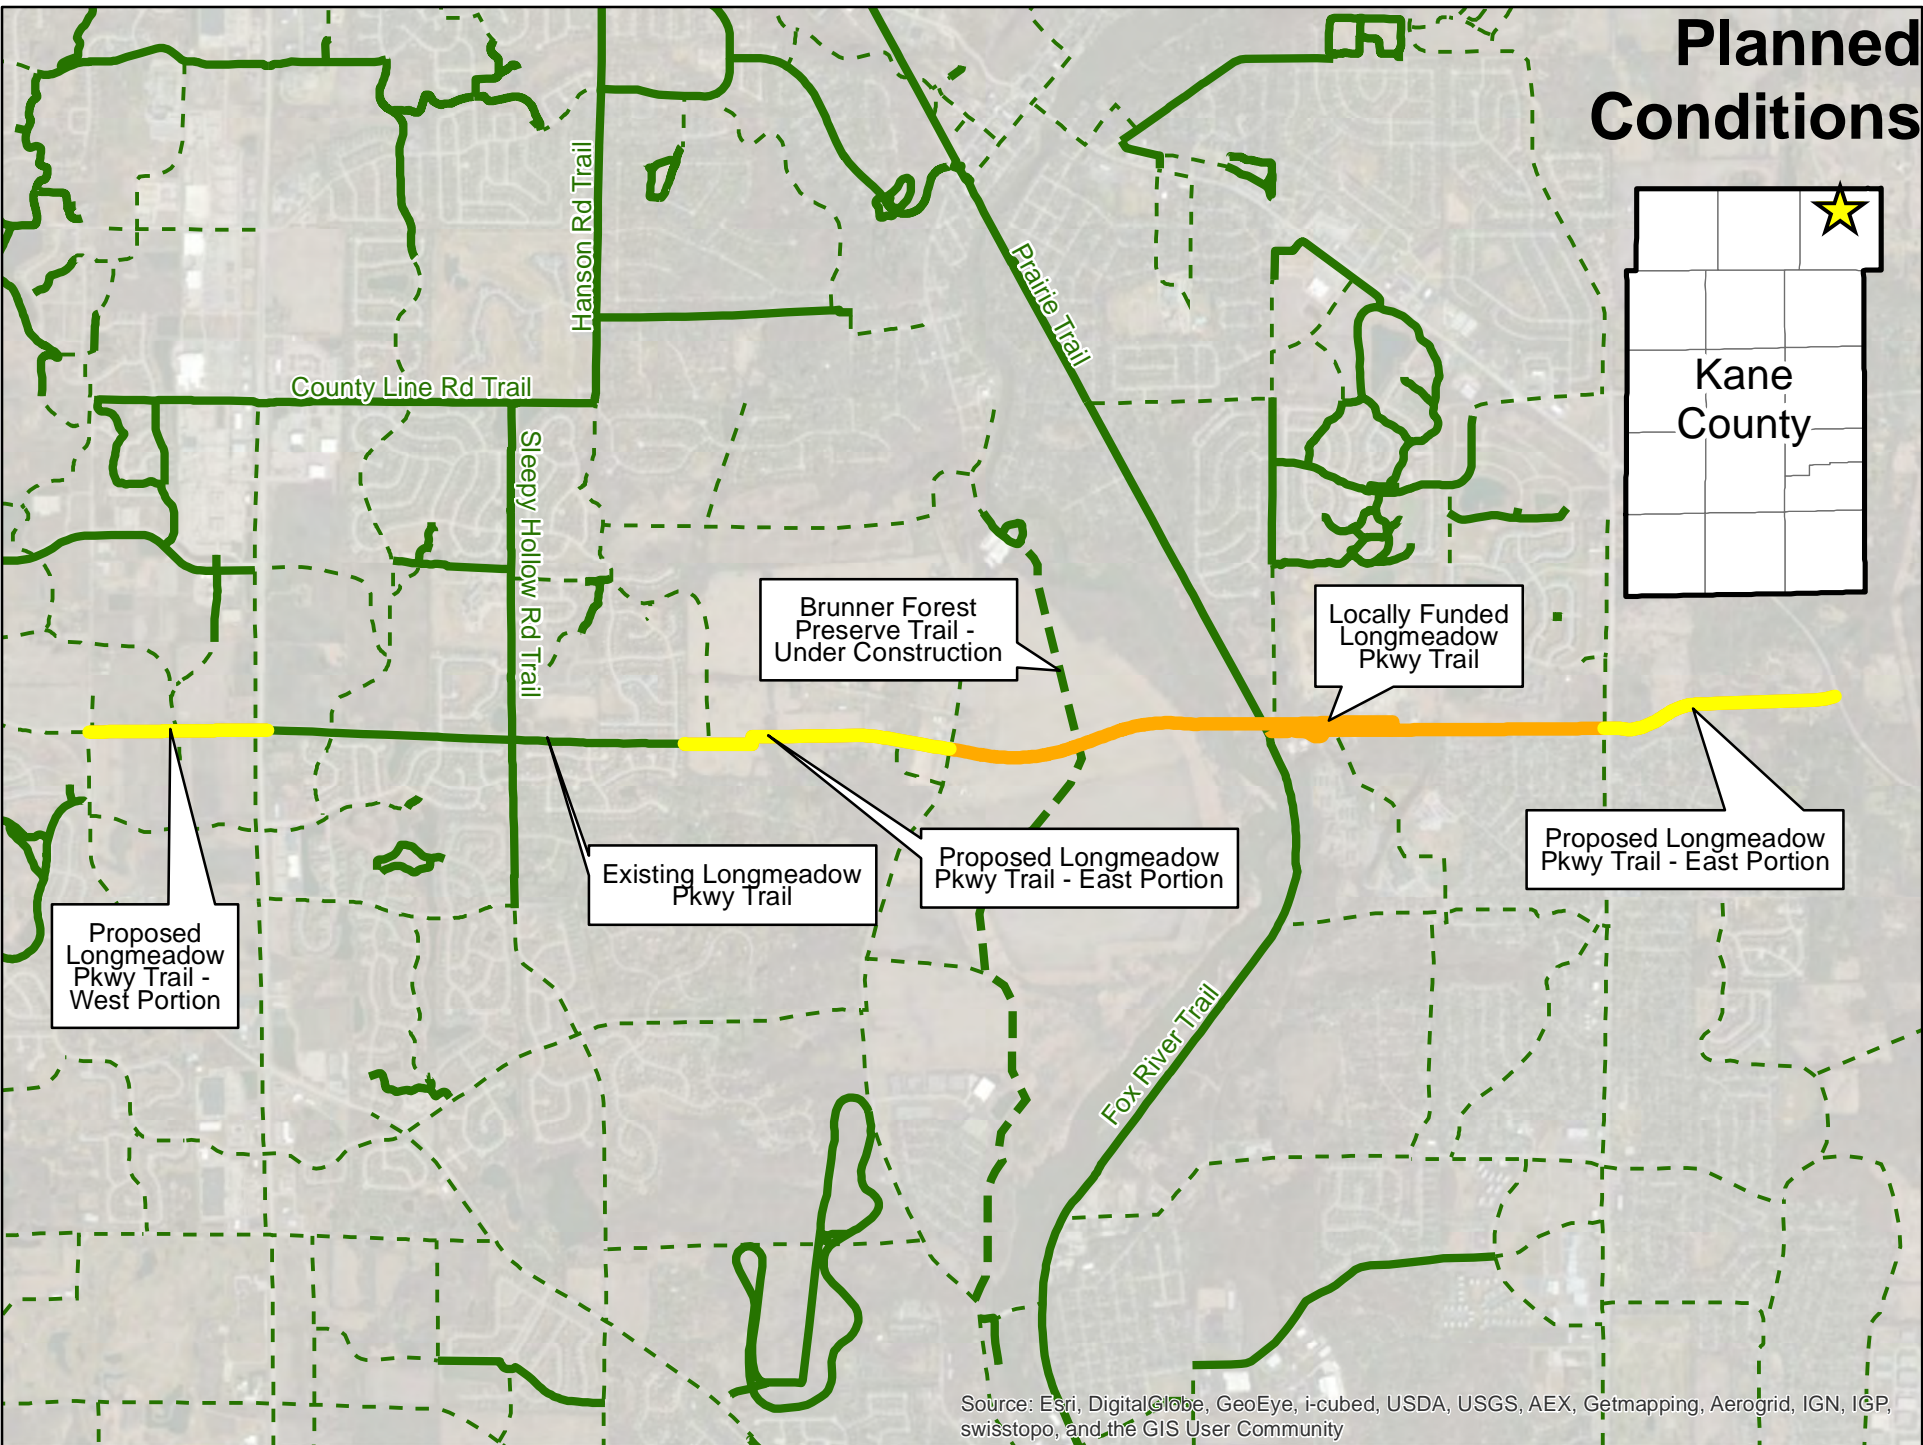 Planned
Conditions
Hanson Rd Trail
Prairie Trail
Kane
County
County Line Rd Trail
Sleepy Hollow Rd Trail
Brunner Forest
Preserve Trail -
Under Construction
Locally Funded
Longmeadow
Pkwy Trail
Proposed Longmeadow
Pkwy Trail - East Portion
Proposed Longmeadow
Pkwy Trail - East Portion
Existing Longmeadow
Pkwy Trail
Proposed
Longmeadow
Pkwy Trail -
West Portion
Fox River Trail
Source: Esri, DigitalGlobe, GeoEye, i-cubed, USDA, USGS, AEX, Getmapping, Aerogrid, IGN, IGP,
swisstopo, and the GIS User Community